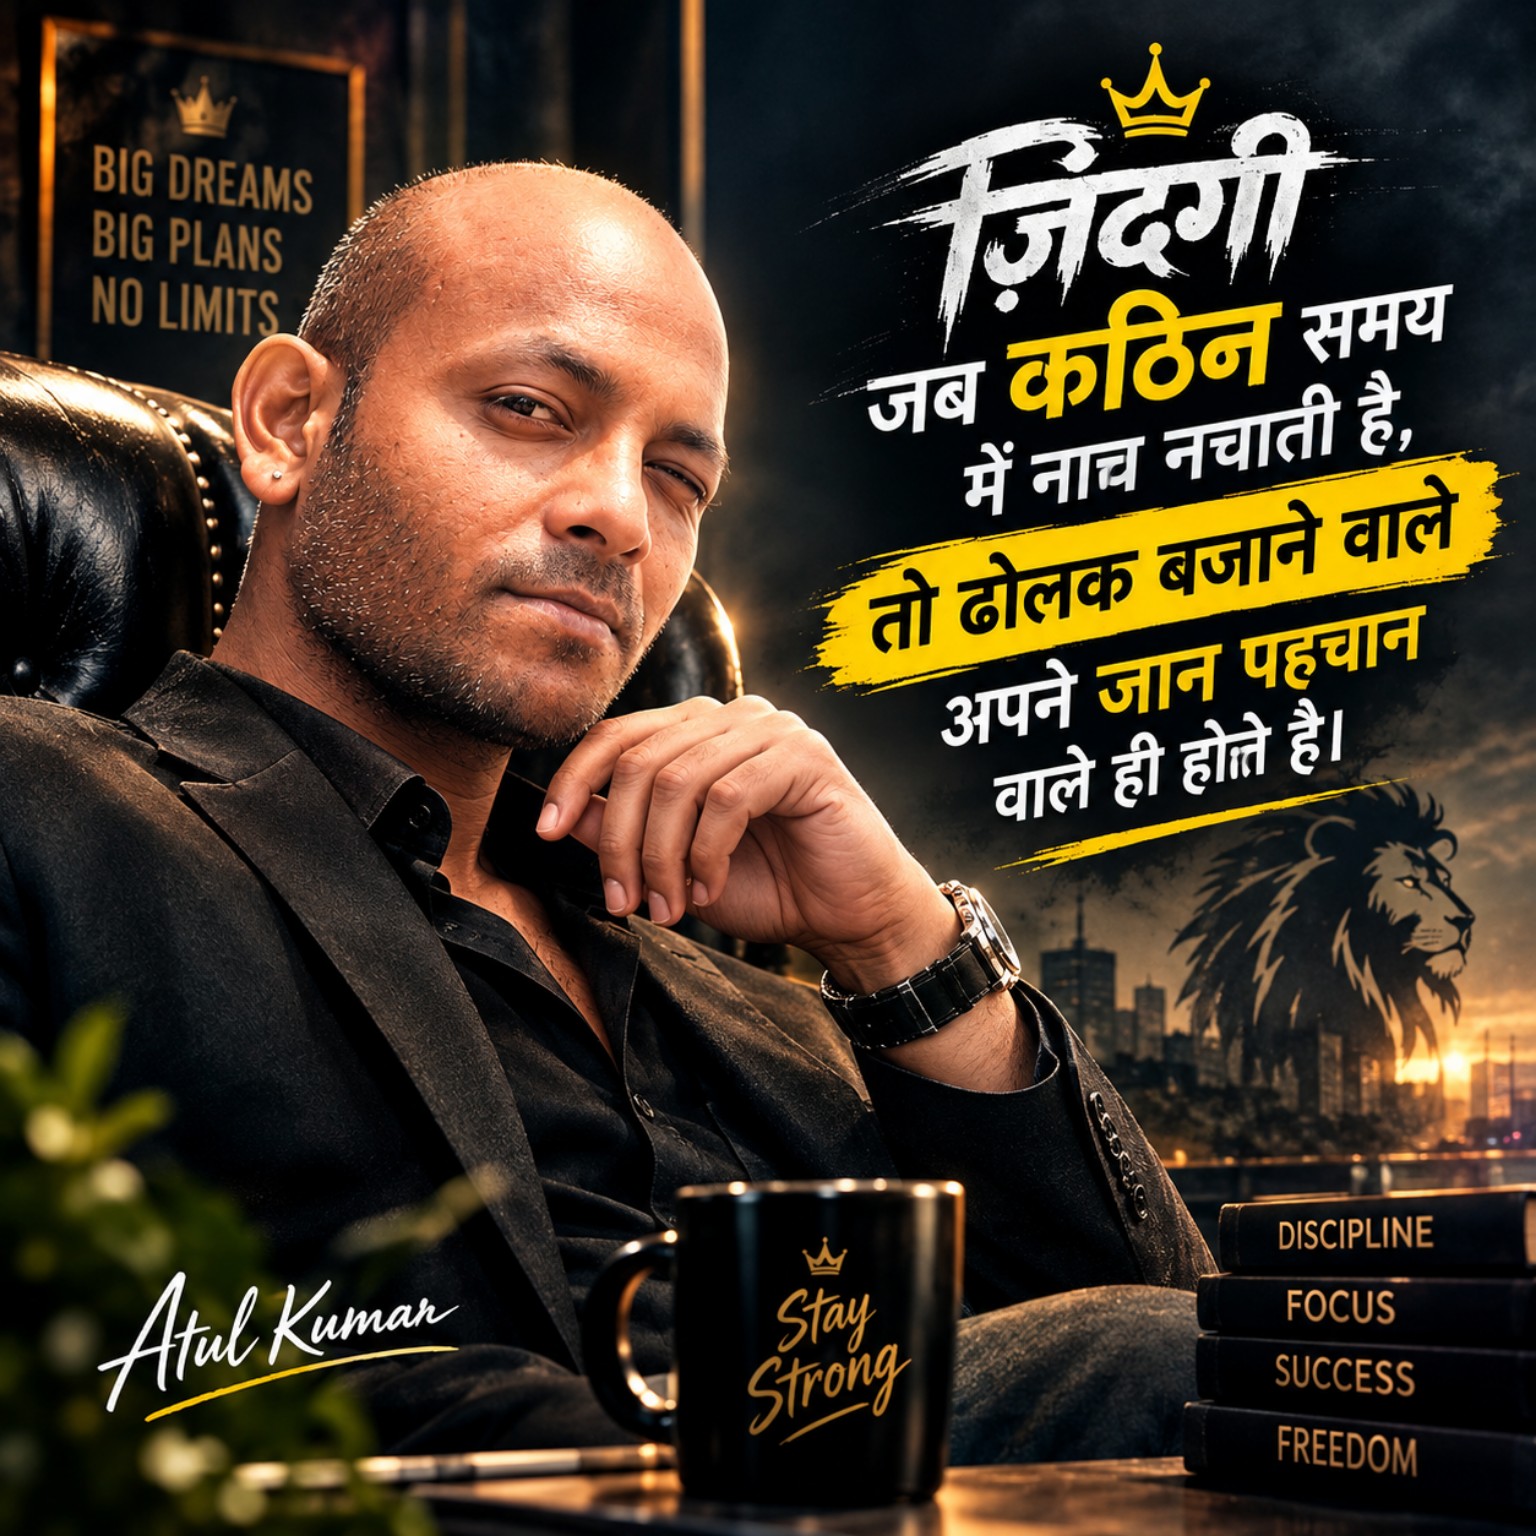 BIG DREAMS
BIG PLANS
NO LIMITS
ज़िंदगी
जब कठिन समय
में नाच नचाती है,
तो ढोलक बजाने वाले
अपने जान पहचान
वाले ही होते है।
Atul Kumar
Stay
Strong
DISCIPLINE
FOCUS
SUCCESS
FREEDOM